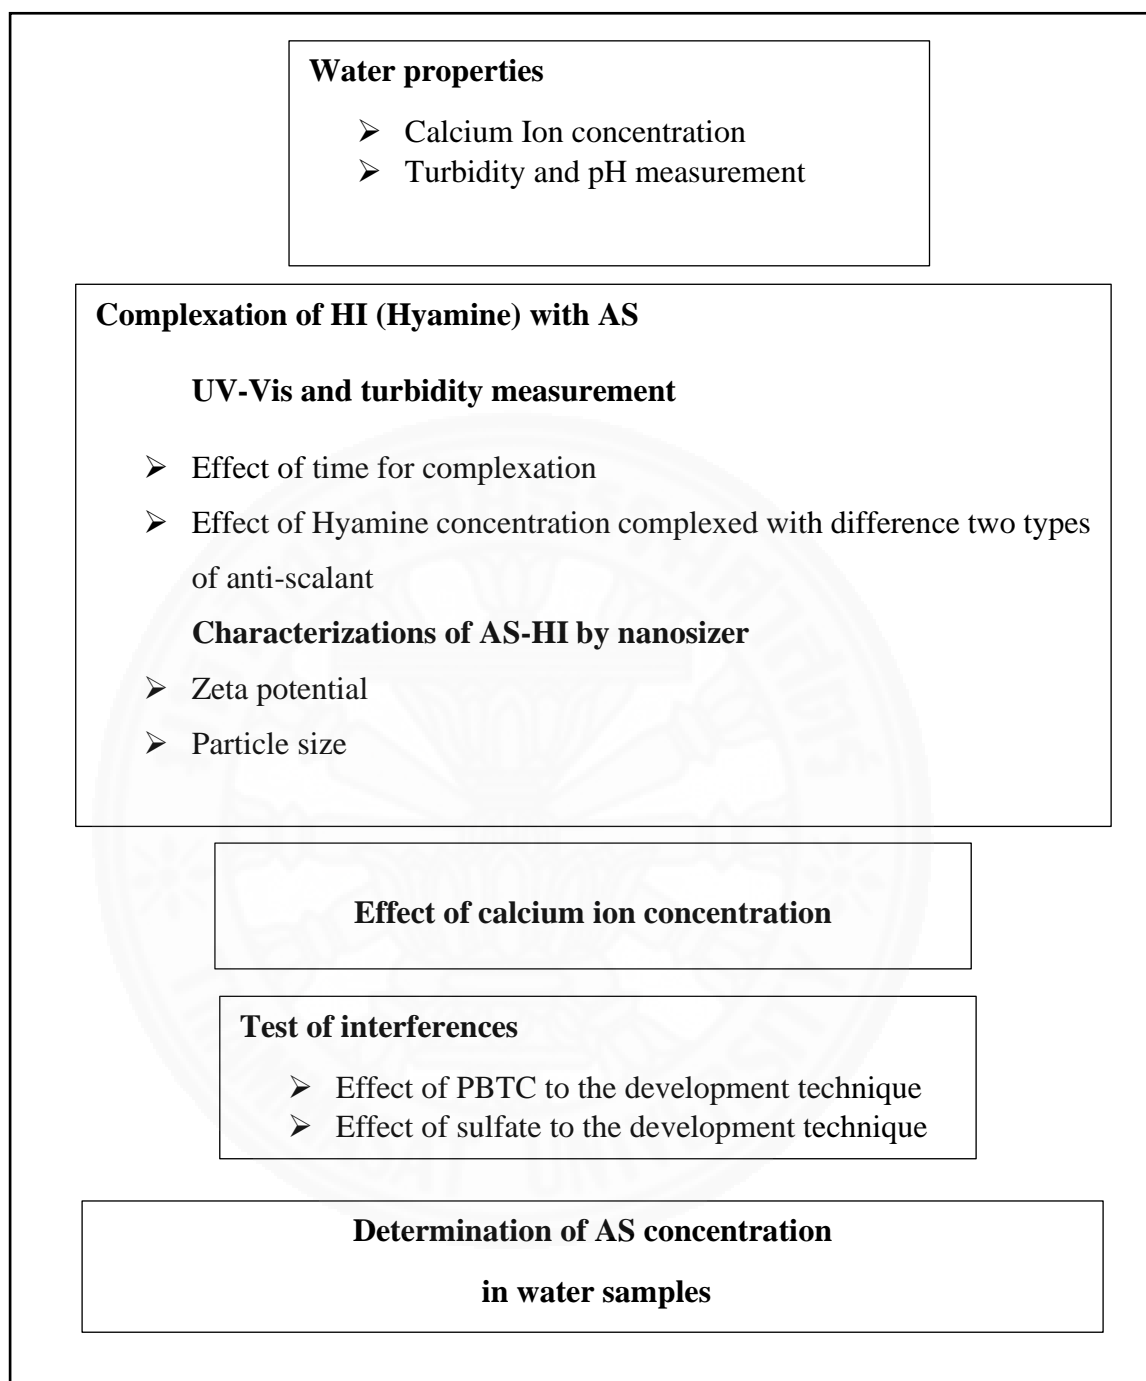 Water properties
➢ Calcium Ion concentration
➢ Turbidity and pH measurement
Complexation of HI (Hyamine) with AS
UV-Vis and turbidity measurement
➢ Effect of time for complexation
➢ Effect of Hyamine concentration complexed with difference two types
of anti-scalant
Characterizations of AS-HI by nanosizer
➢ Zeta potential
➢ Particle size
Effect of calcium ion concentration
Test of interferences
➢ Effect of PBTC to the development technique
➢ Effect of sulfate to the development technique
Determination of AS concentration
in water samples